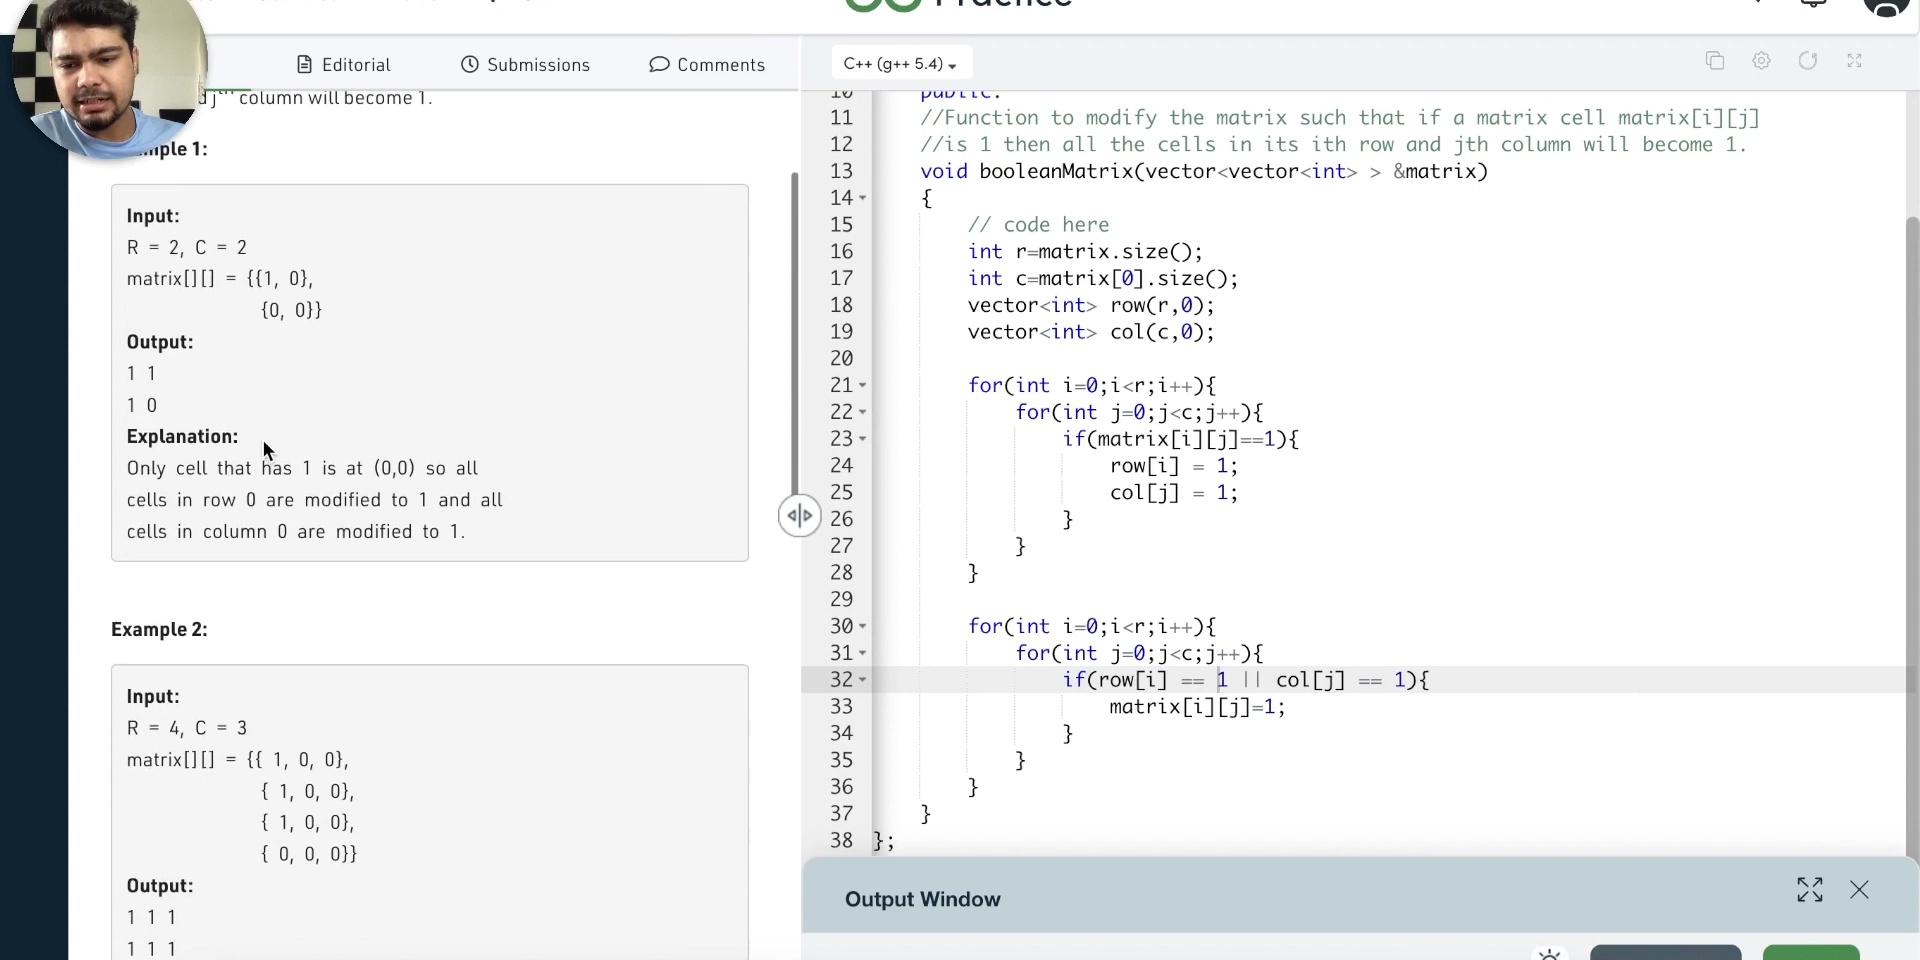 Practice
Editorial
Submissions
Comments
C++ (g++ 5.4)
column will become 1.
Example 1:
Input:
R = 2, C = 2
matrix[][] = {{1, 0},
{0, 0}}
Output:
1 1
1 0
Explanation:
Only cell that has 1 is at (0,0) so all
cells in row 0 are modified to 1 and all
cells in column 0 are modified to 1.
Example 2:
Input:
R = 4, C = 3
matrix[][] = {{ 1, 0, 0},
{ 1, 0, 0},
{ 1, 0, 0},
{ 0, 0, 0}}
Output:
1 1 1
1 1 1
10 public:
11 //Function to modify the matrix such that if a matrix cell matrix[i][j]
12 //is 1 then all the cells in its ith row and jth column will become 1.
13 void booleanMatrix(vector<vector<int> > &matrix)
14 {
15 // code here
16 int r=matrix.size();
17 int c=matrix[0].size();
18 vector<int> row(r,0);
19 vector<int> col(c,0);
20
21 for(int i=0;i<r;i++){
22 for(int j=0;j<c;j++){
23 if(matrix[i][j]==1){
24 row[i] = 1;
25 col[j] = 1;
26 }
27 }
28 }
29
30 for(int i=0;i<r;i++){
31 for(int j=0;j<c;j++){
32 if(row[i] == 1 || col[j] == 1){
33 matrix[i][j]=1;
34 }
35 }
36 }
37 }
38 };
Output Window